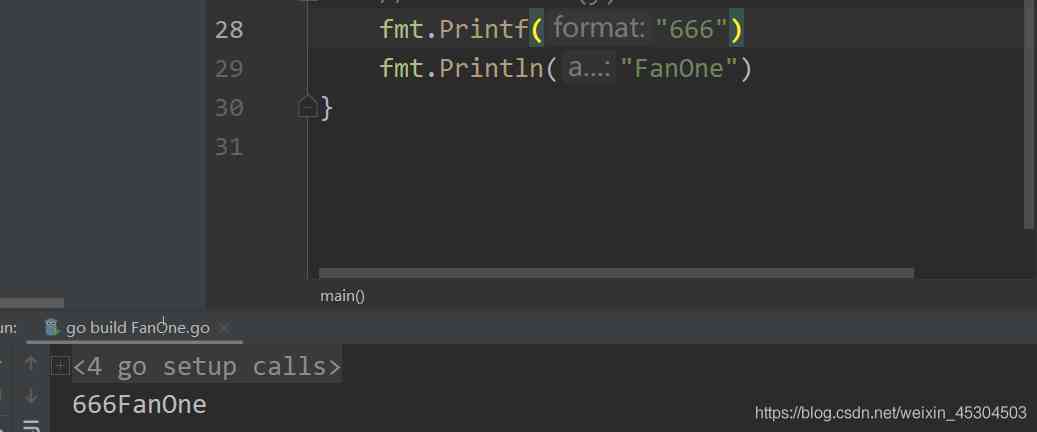 28 fmt.Printf( format: "666")
29 fmt.Println( a...: "FanOne")
30 }
31
main()
un: go build FanOne.go ×
<4 go setup calls>
666FanOne
https://blog.csdn.net/weixin_45304503